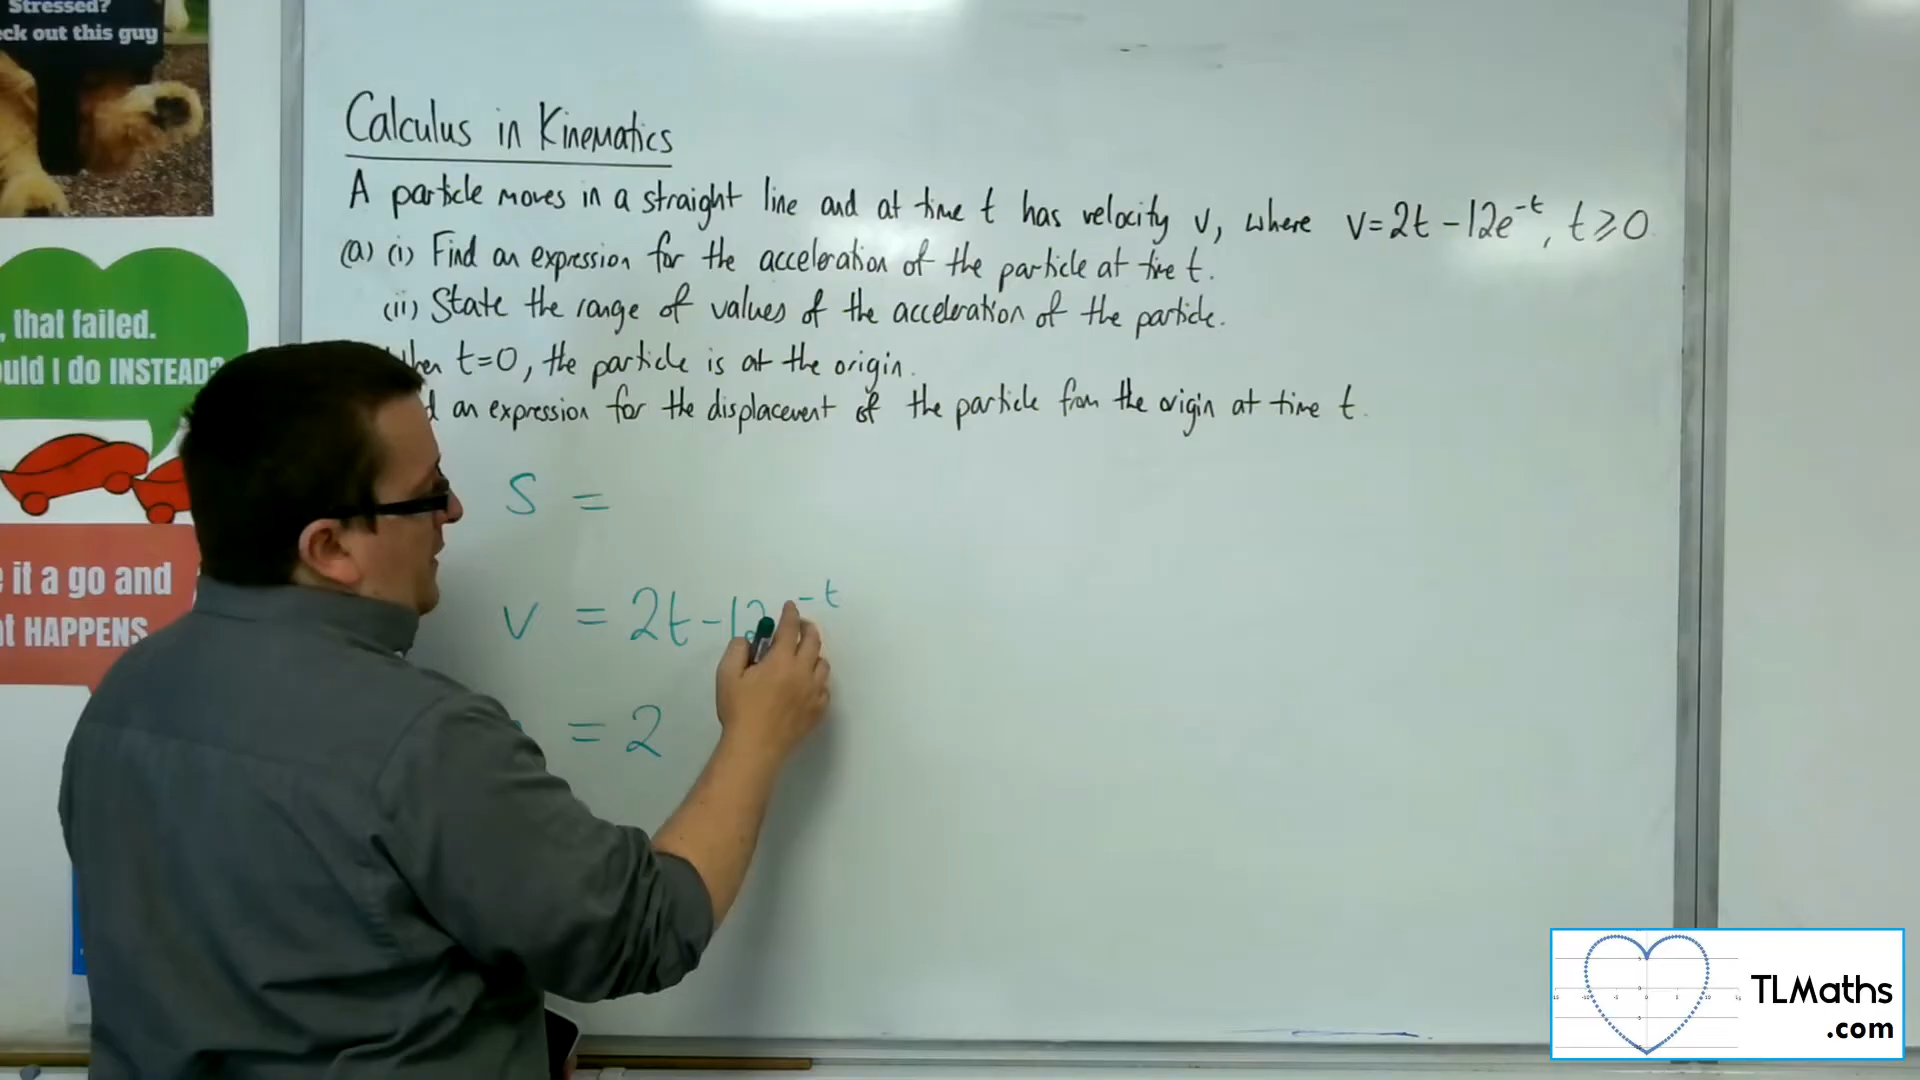 Stressed?
ck out this guy
, that failed.
uld I do INSTEAD?
it a go and
t HAPPENS
Calculus in Kinematics
A particle moves in a straight line and at time t has velocity v, where v=2t-12e^-t, t≥0
(a) (i) Find an expression for the acceleration of the particle at time t.
(ii) State the range of values of the acceleration of the particle.
hen t=0, the particle is at the origin.
d an expression for the displacement of the particle from the origin at time t.
S =
v = 2t-12 ^-t
= 2
TLMaths
.com